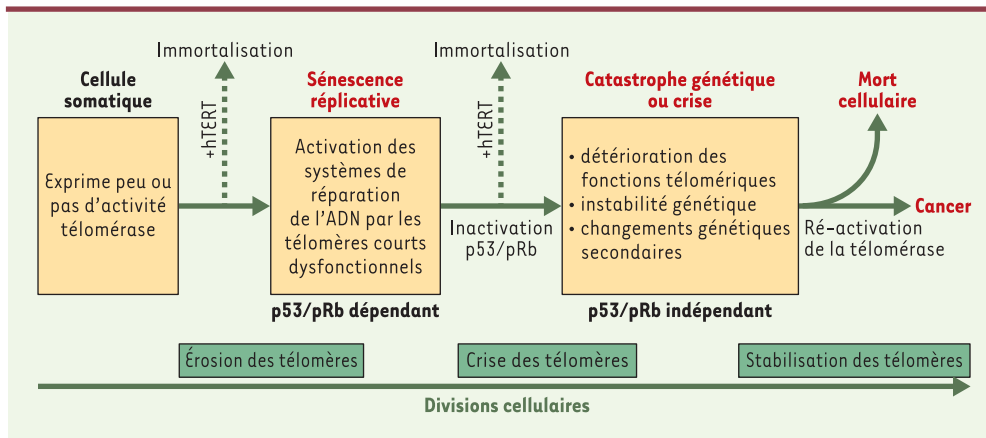 Immortalisation
Immortalisation
Cellule
somatique
Sénescence
réplicative
Catastrophe génétique
ou crise
Mort
cellulaire
+hTERT
+hTERT
Exprime peu ou
pas d’activité
télomérase
Activation des
systèmes de
réparation
de l’ADN par les
télomères courts
dysfonctionnels
Inactivation
p53/pRb
• détérioration des
fonctions télomériques
• instabilité génétique
• changements génétiques
secondaires
Cancer
Ré-activation
de la télomérase
p53/pRb dépendant
p53/pRb indépendant
Érosion des télomères
Crise des télomères
Stabilisation des télomères
Divisions cellulaires